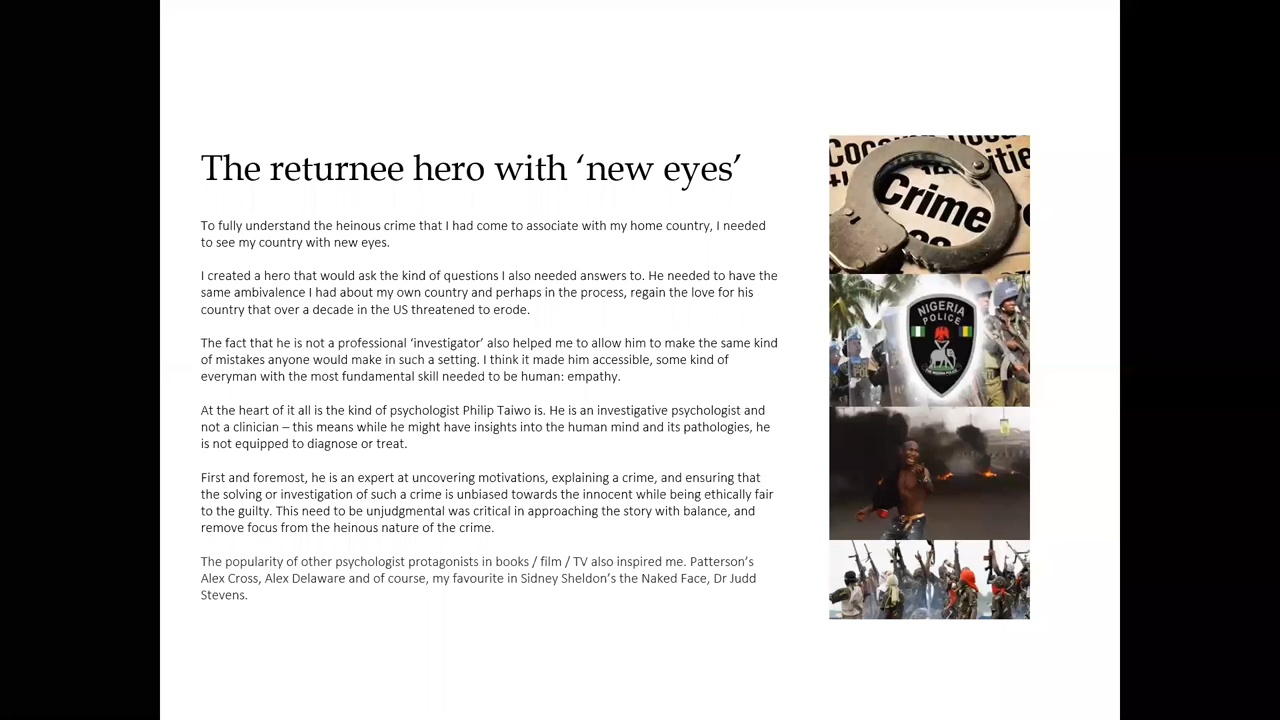 The returnee hero with ‘new eyes’
To fully understand the heinous crime that I had come to associate with my home country, I needed
to see my country with new eyes.
I created a hero that would ask the kind of questions I also needed answers to. He needed to have the
same ambivalence I had about my own country and perhaps in the process, regain the love for his
country that over a decade in the US threatened to erode.
The fact that he is not a professional ‘investigator’ also helped me to allow him to make the same kind
of mistakes anyone would make in such a setting. I think it made him accessible, some kind of
everyman with the most fundamental skill needed to be human: empathy.
At the heart of it all is the kind of psychologist Philip Taiwo is. He is an investigative psychologist and
not a clinician – this means while he might have insights into the human mind and its pathologies, he
is not equipped to diagnose or treat.
First and foremost, he is an expert at uncovering motivations, explaining a crime, and ensuring that
the solving or investigation of such a crime is unbiased towards the innocent while being ethically fair
to the guilty. This need to be unjudgmental was critical in approaching the story with balance, and
remove focus from the heinous nature of the crime.
The popularity of other psychologist protagonists in books / film / TV also inspired me. Patterson’s
Alex Cross, Alex Delaware and of course, my favourite in Sidney Sheldon’s the Naked Face, Dr Judd
Stevens.
Crime
NIGERIA
POLICE